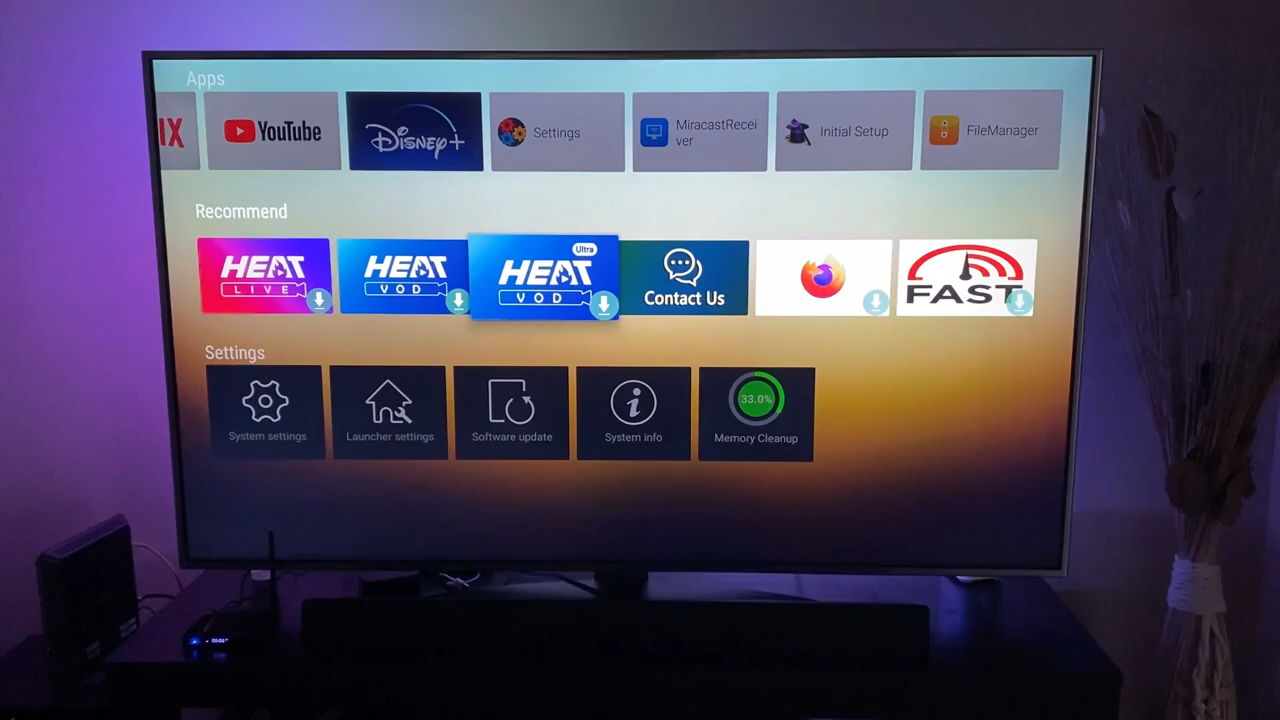 Apps
IX
YouTube
Disney+
Settings
MiracastRecei
ver
Initial Setup
FileManager
Recommend
HEAT
LIVE
HEAT
VOD
Ultra
HEAT
VOD
Contact Us
FAST
Settings
System settings
Launcher settings
Software update
System info
33.0%
Memory Cleanup